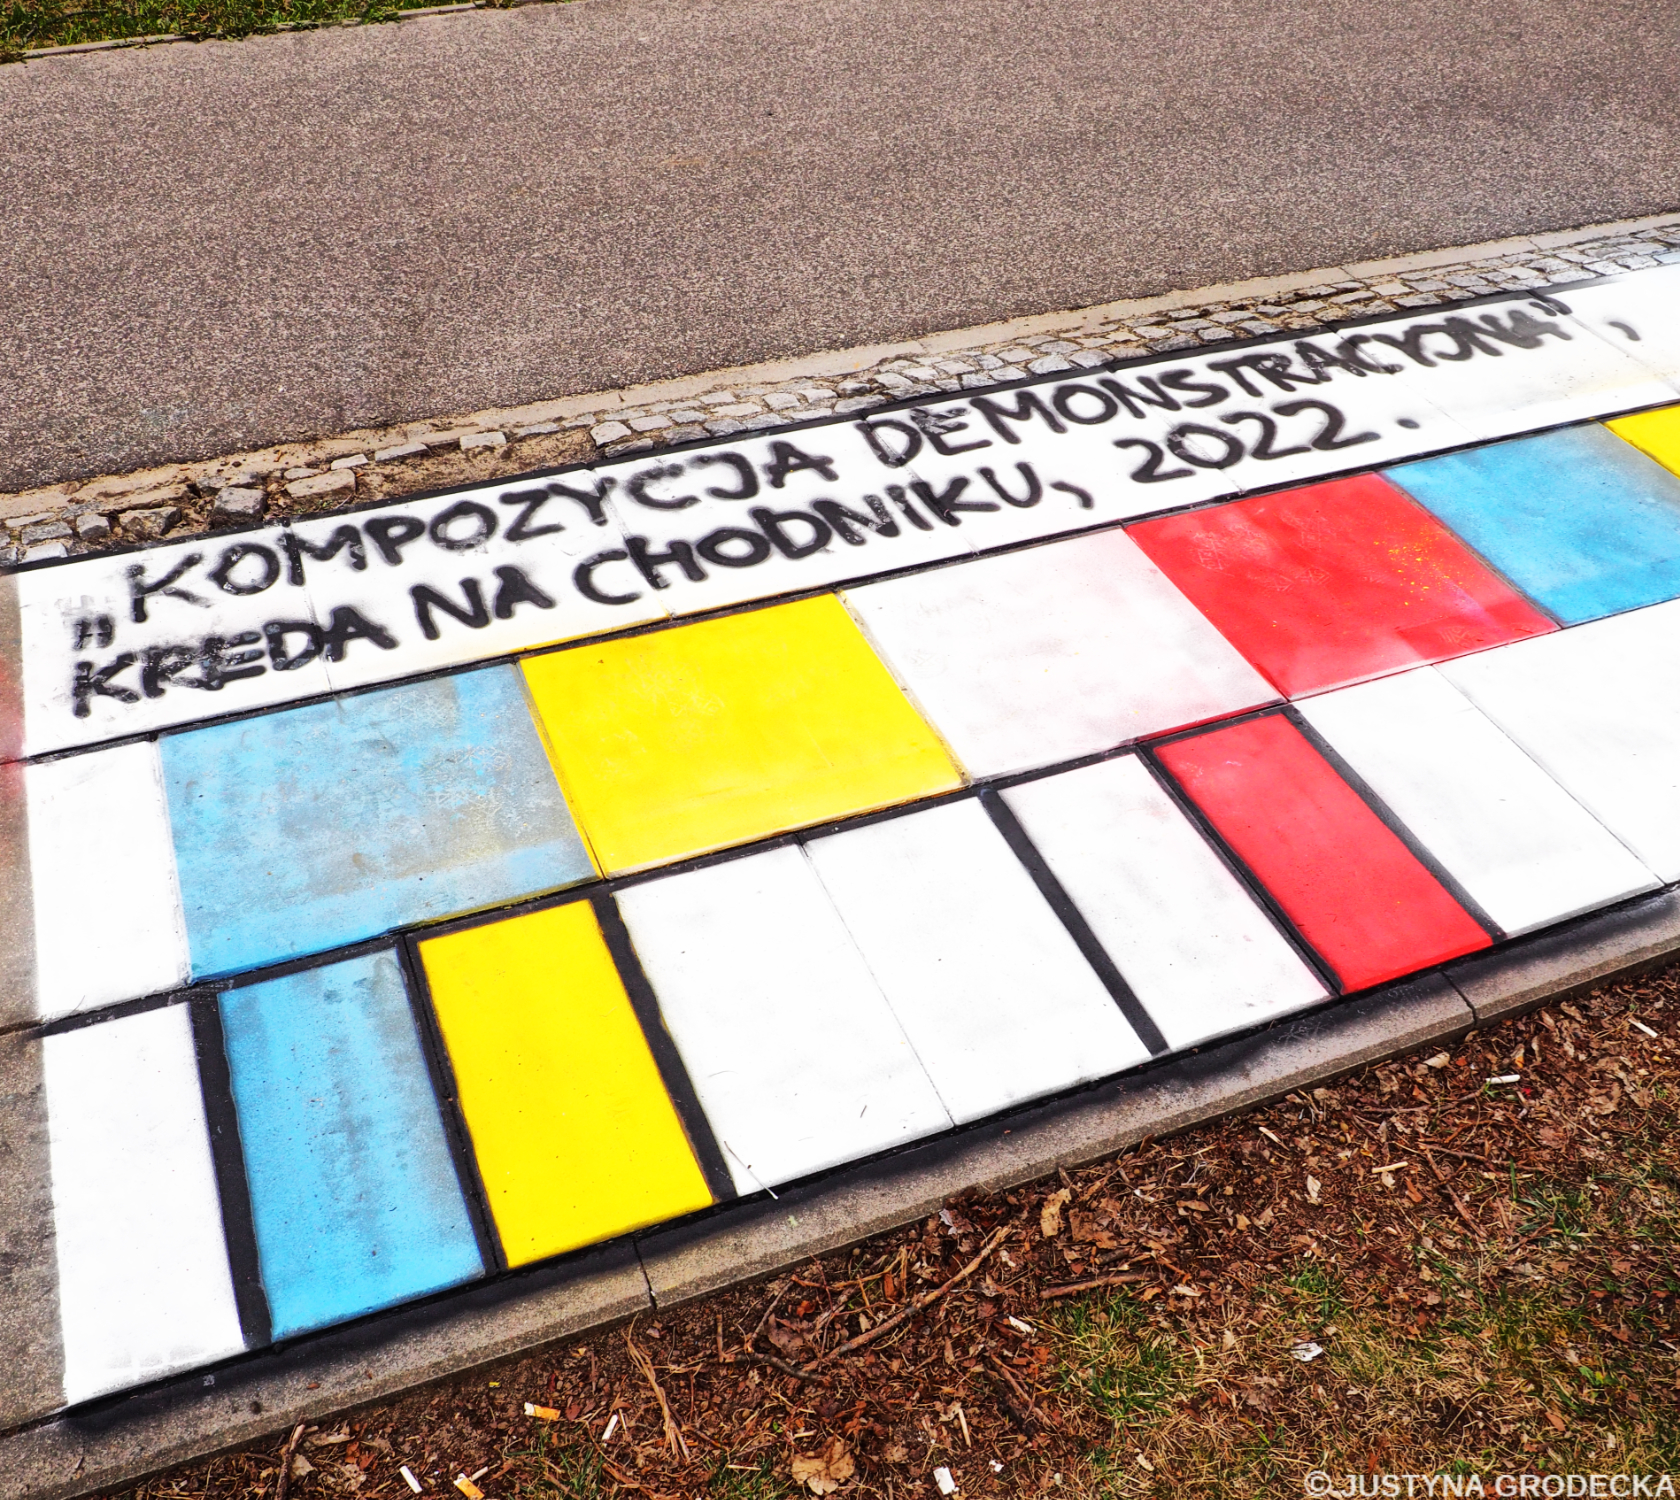 „KOMPOZYCJA DEMONSTRACYJNA”,
KREDA NA CHODNIKU, 2022.
©JUSTYNA GRODECKA